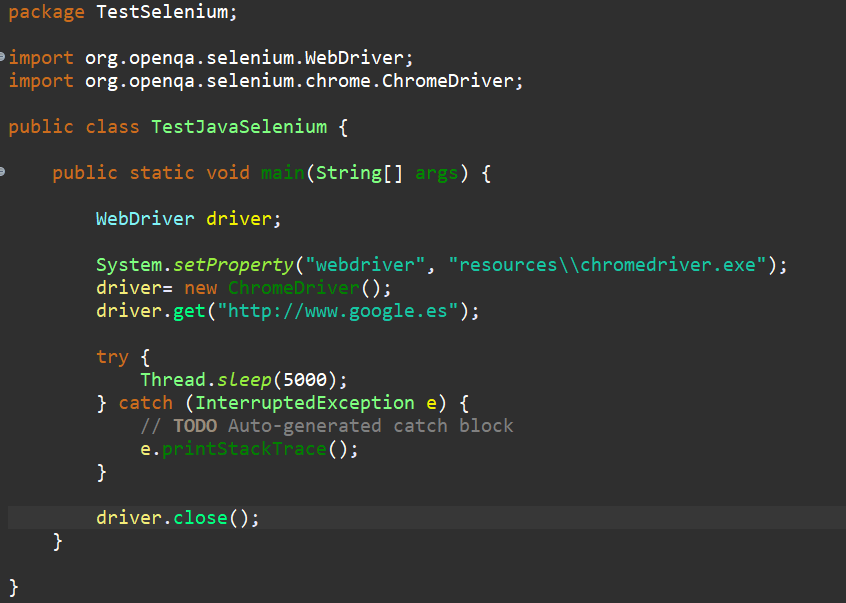 package TestSelenium;
import org.openqa.selenium.WebDriver;
import org.openqa.selenium.chrome.ChromeDriver;
public class TestJavaSelenium {
public static void main(String[] args) {
WebDriver driver;
System.setProperty("webdriver", "resources\\chromedriver.exe");
driver= new ChromeDriver();
driver.get("http://www.google.es");
try {
Thread.sleep(5000);
} catch (InterruptedException e) {
// TODO Auto-generated catch block
e.printStackTrace();
}
driver.close();
}
}